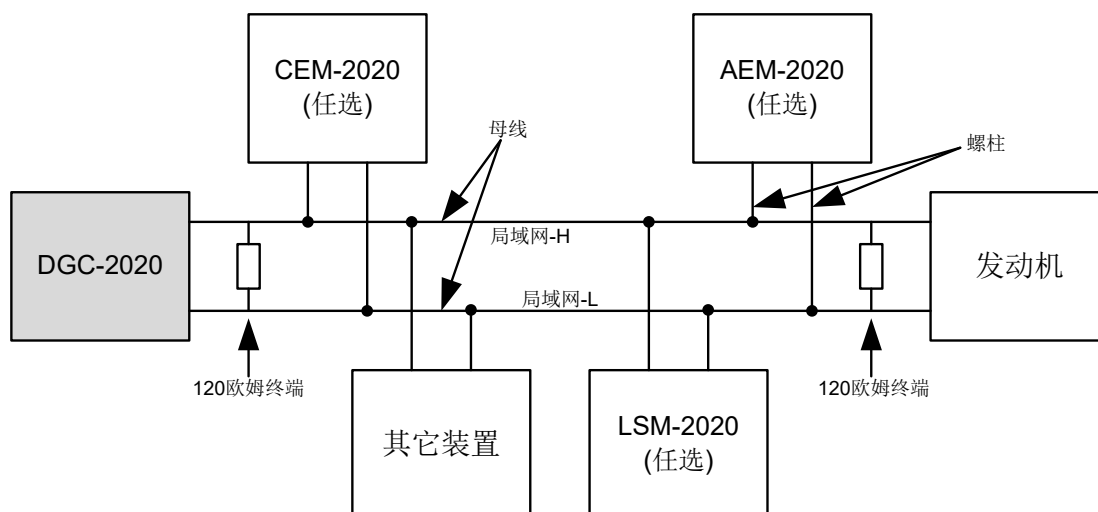 CEM-2020
(任选)
AEM-2020
(任选)
母线
螺柱
DGC-2020
局域网-H
局域网-L
发动机
120欧姆终端
120欧姆终端
其它装置
LSM-2020
(任选)